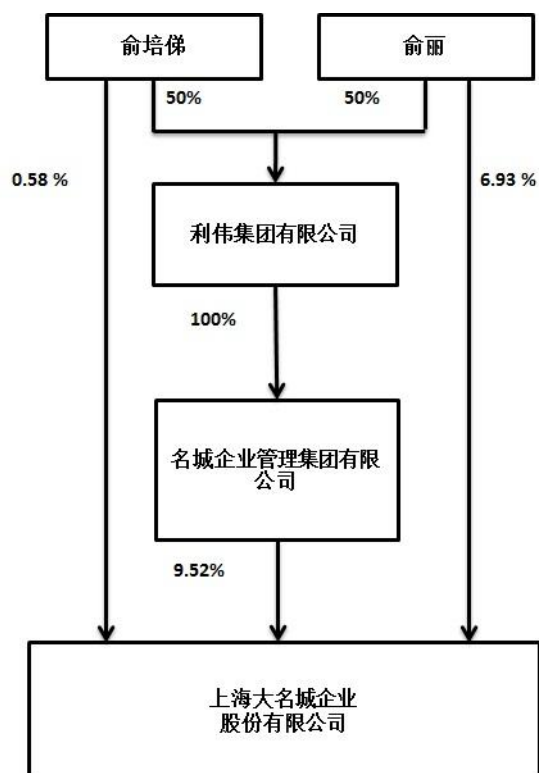 俞培俤
俞丽
50%
50%
0.58 %
6.93 %
利伟集团有限公司
100%
名城企业管理集团有限
公司
9.52%
上海大名城企业
股份有限公司